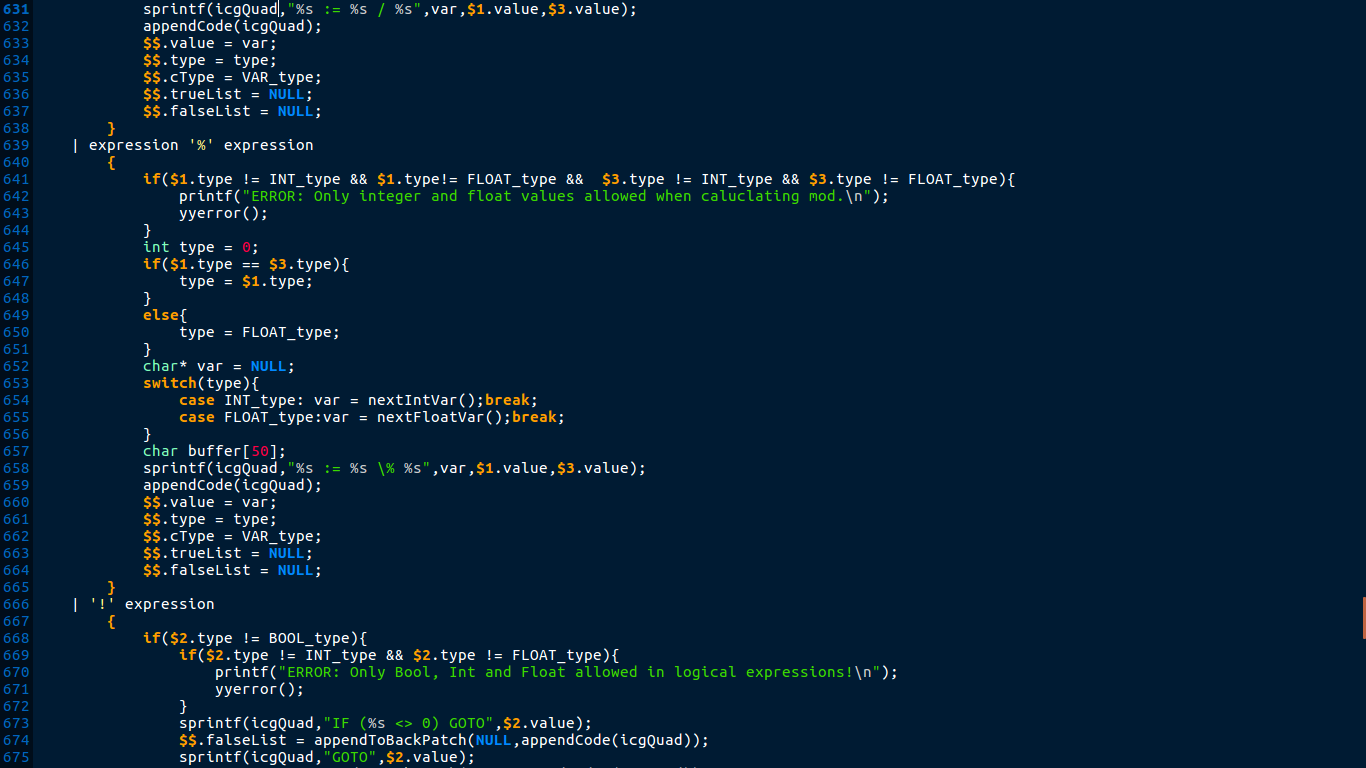 631 sprintf(icgQuad,"%s := %s / %s",var,$1.value,$3.value);
632 appendCode(icgQuad);
633 $$.value = var;
634 $$.type = type;
635 $$.cType = VAR_type;
636 $$.trueList = NULL;
637 $$.falseList = NULL;
638 }
639 | expression '%' expression
640 {
641 if($1.type != INT_type && $1.type!= FLOAT_type &&  $3.type != INT_type && $3.type != FLOAT_type){
642 printf("ERROR: Only integer and float values allowed when caluclating mod.\n");
643 yyerror();
644 }
645 int type = 0;
646 if($1.type == $3.type){
647 type = $1.type;
648 }
649 else{
650 type = FLOAT_type;
651 }
652 char* var = NULL;
653 switch(type){
654 case INT_type: var = nextIntVar();break;
655 case FLOAT_type:var = nextFloatVar();break;
656 }
657 char buffer[50];
658 sprintf(icgQuad,"%s := %s \% %s",var,$1.value,$3.value);
659 appendCode(icgQuad);
660 $$.value = var;
661 $$.type = type;
662 $$.cType = VAR_type;
663 $$.trueList = NULL;
664 $$.falseList = NULL;
665 }
666 | '!' expression
667 {
668 if($2.type != BOOL_type){
669 if($2.type != INT_type && $2.type != FLOAT_type){
670 printf("ERROR: Only Bool, Int and Float allowed in logical expressions!\n");
671 yyerror();
672 }
673 sprintf(icgQuad,"IF (%s <> 0) GOTO",$2.value);
674 $$.falseList = appendToBackPatch(NULL,appendCode(icgQuad));
675 sprintf(icgQuad,"GOTO",$2.value);